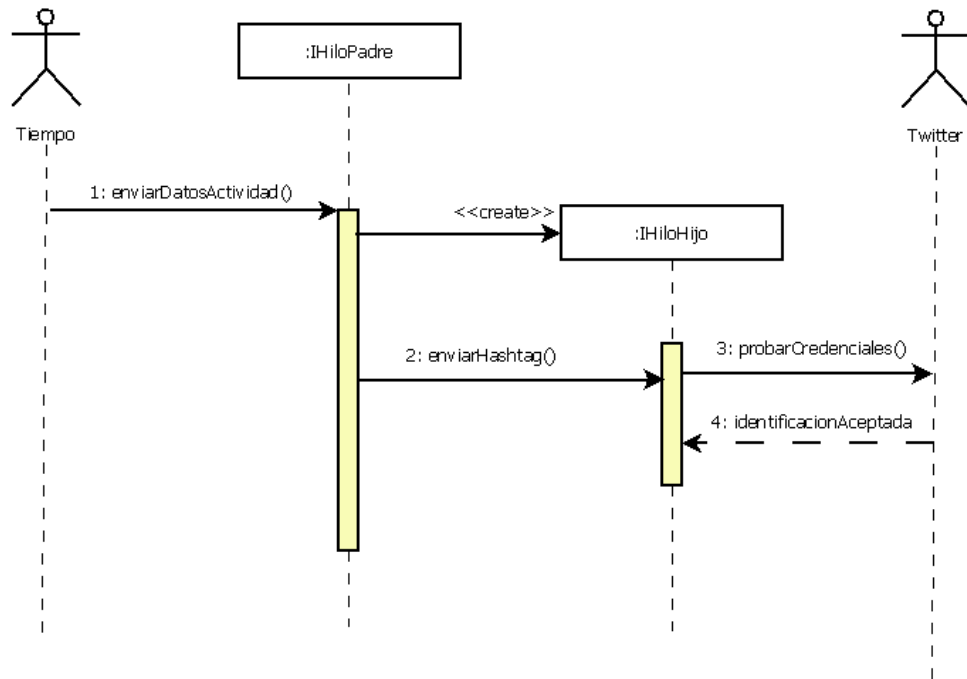 :IHiloPadre
Tiempo
Twitter
1: enviarDatosActividad()
<<create>>
:IHiloHijo
2: enviarHashtag()
3: probarCredenciales()
4: identificacionAceptada